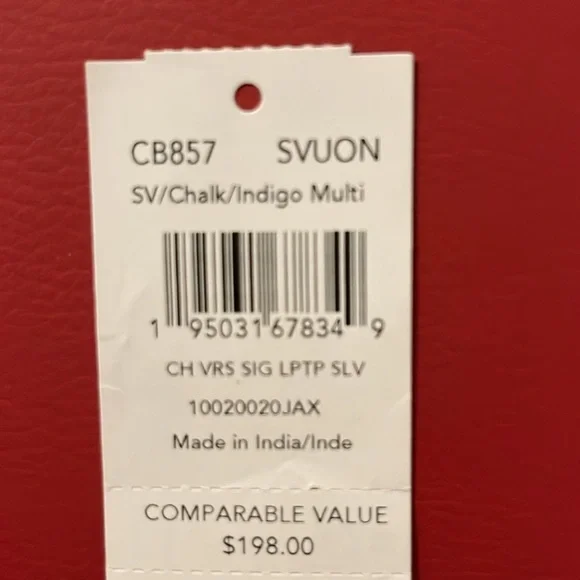 CB857 SVUON
SV/Chalk/Indigo Multi
1 95031 67834 9
CH VRS SIG LPTP SLV
10020020JAX
Made in India/Inde
COMPARABLE VALUE
$198.00